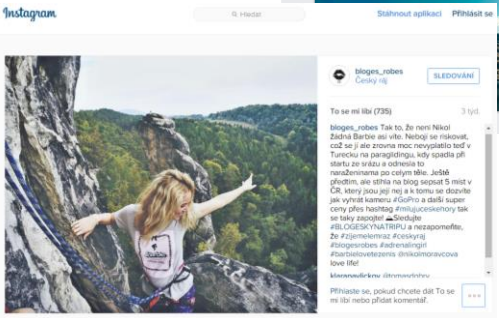 Instagram
Hledat
Stáhnout aplikaci
Přihlásit se
bloges_robes
Český ráj
SLEDOVÁNÍ
To se mi líbí (735)
3 týd.
bloges_robes Tak to, že není Nikol
žádná Barbie asi víte. Nebojí se riskovat,
což se jí ale zrovna moc nevyplatilo teď v
Turecku na paraglidingu, kdy spadla při
startu ze srázu a odnesla to
naraženinama po celým těle. Ještě
předtím, ale stihla na blog sepsat 5 míst v
ČR, který jsou její nej a k tomu se dozvíte
jak vyhrát kameru #GoPro a další super
ceny přes hashtag #milujuceskehory tak
se taky zapojte! Sledujte
#BLOGESKYNATRIPU a nezapomeňte,
že #zijemelemraz #ceskyraj
#blogesrobes #adrenalingirl
#barbielovetezenis @nikolmoravcova
love life!
klarapavlickov @tomasdobry
Přihlaste se, pokud chcete dát To se
mi líbí nebo přidat komentář.